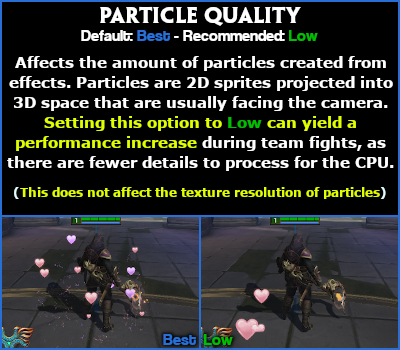 PARTICLE QUALITY
Default: Best - Recommended: Low
Affects the amount of particles created from
effects. Particles are 2D sprites projected into
3D space that are usually facing the camera.
Setting this option to Low can yield a
performance increase during team fights, as
there are fewer details to process for the CPU.
(This does not affect the texture resolution of particles)
1
1
Best
Low